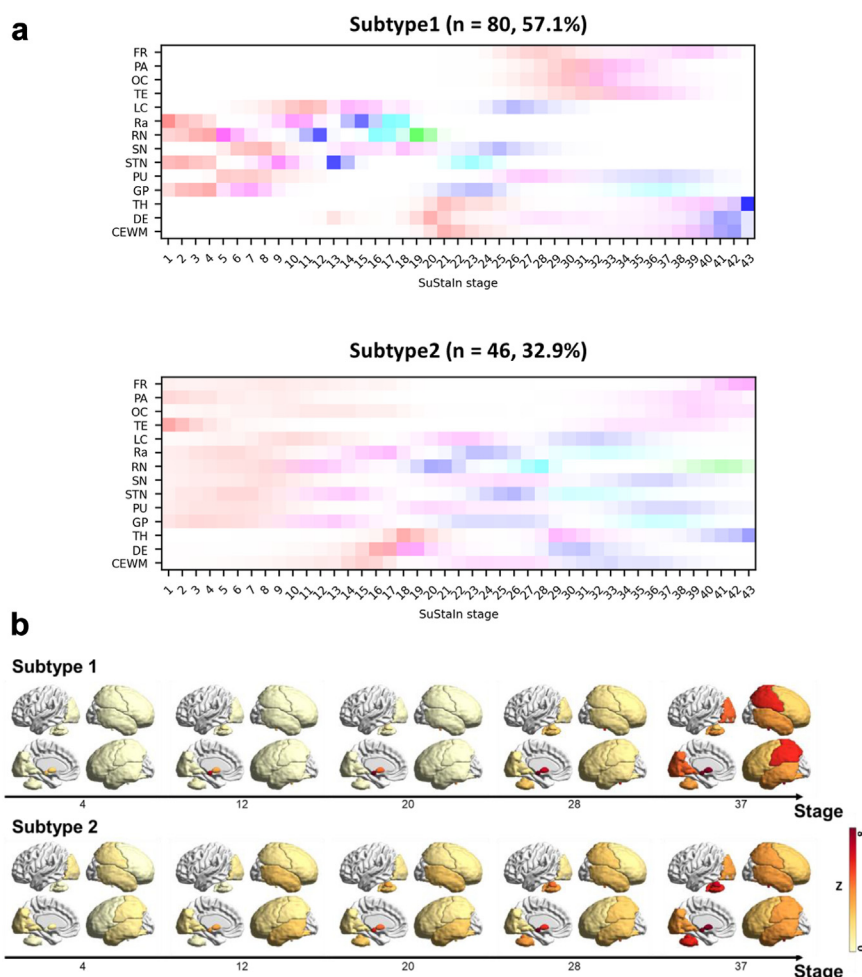 a
Subtype1 (n = 80, 57.1%)
FR
PA
OC
TE
LC
Ra
RN
SN
STN
PU
GP
TH
DE
CEWM
1 2 3 4 5 6 7 8 9 10 11 12 13 14 15 16 17 18 19 20 21 22 23 24 25 26 27 28 29 30 31 32 33 34 35 36 37 38 39 40 41 42 43
SuStaIn stage
Subtype2 (n = 46, 32.9%)
FR
PA
OC
TE
LC
Ra
RN
SN
STN
PU
GP
TH
DE
CEWM
1 2 3 4 5 6 7 8 9 10 11 12 13 14 15 16 17 18 19 20 21 22 23 24 25 26 27 28 29 30 31 32 33 34 35 36 37 38 39 40 41 42 43
SuStaIn stage
b
Subtype 1
4 12 20 28 37 Stage
Subtype 2
4 12 20 28 37 Stage
8
Z
0